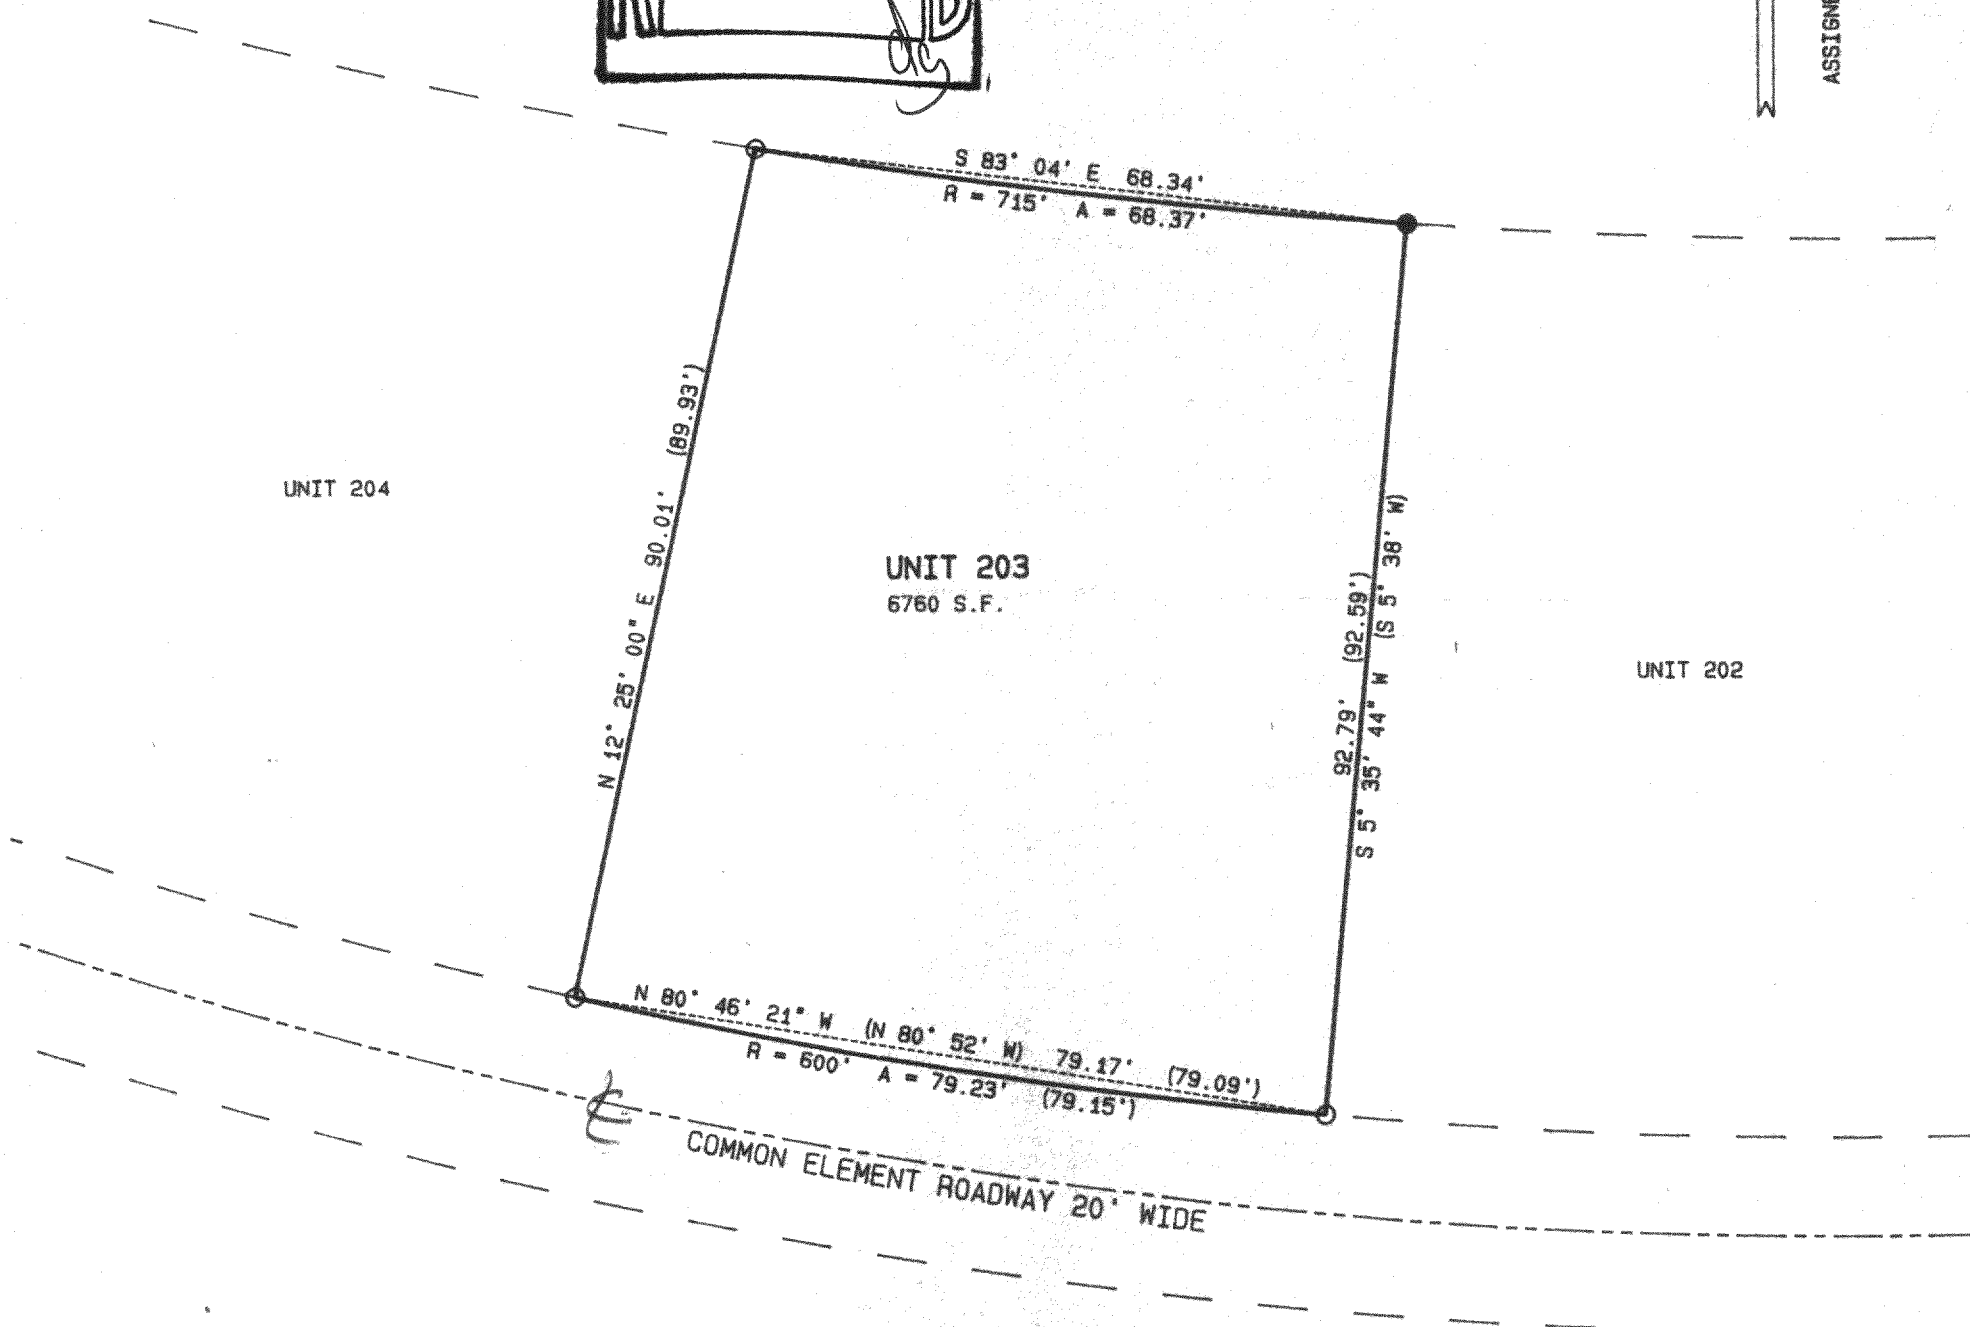 ASSIGNE
S 83° 04' E 68.34'
R = 715' A = 68.37'
N 12° 25' 00" E 90.01' (89.93')
UNIT 204
UNIT 203
6760 S.F.
92.79' (92.59')
S 5° 35' 44" W (S 5° 38' W)
UNIT 202
N 80° 46' 21" W (N 80° 52' W) 79.17' (79.09')
R = 600' A = 79.23' (79.15')
COMMON ELEMENT ROADWAY 20' WIDE